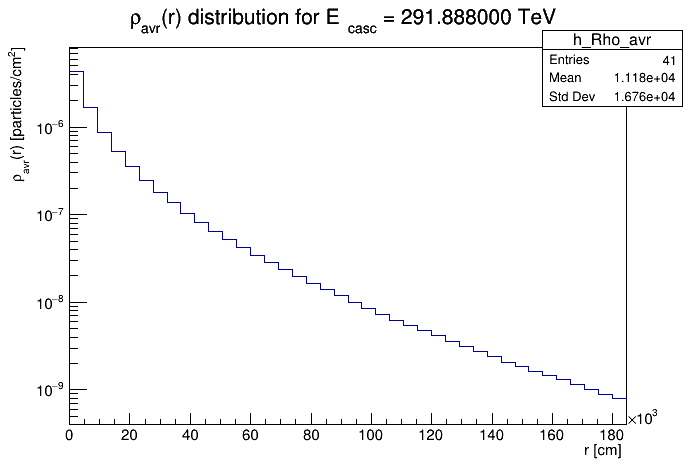 ρavr(r) distribution for E casc = 291.888000 TeV
h_Rho_avr
Entries 41
Mean 1.118e+04
Std Dev 1.676e+04
ρavr(r) [particles/cm²]
10⁻⁶
10⁻⁷
10⁻⁸
10⁻⁹
0 20 40 60 80 100 120 140 160 180
×10³
r [cm]